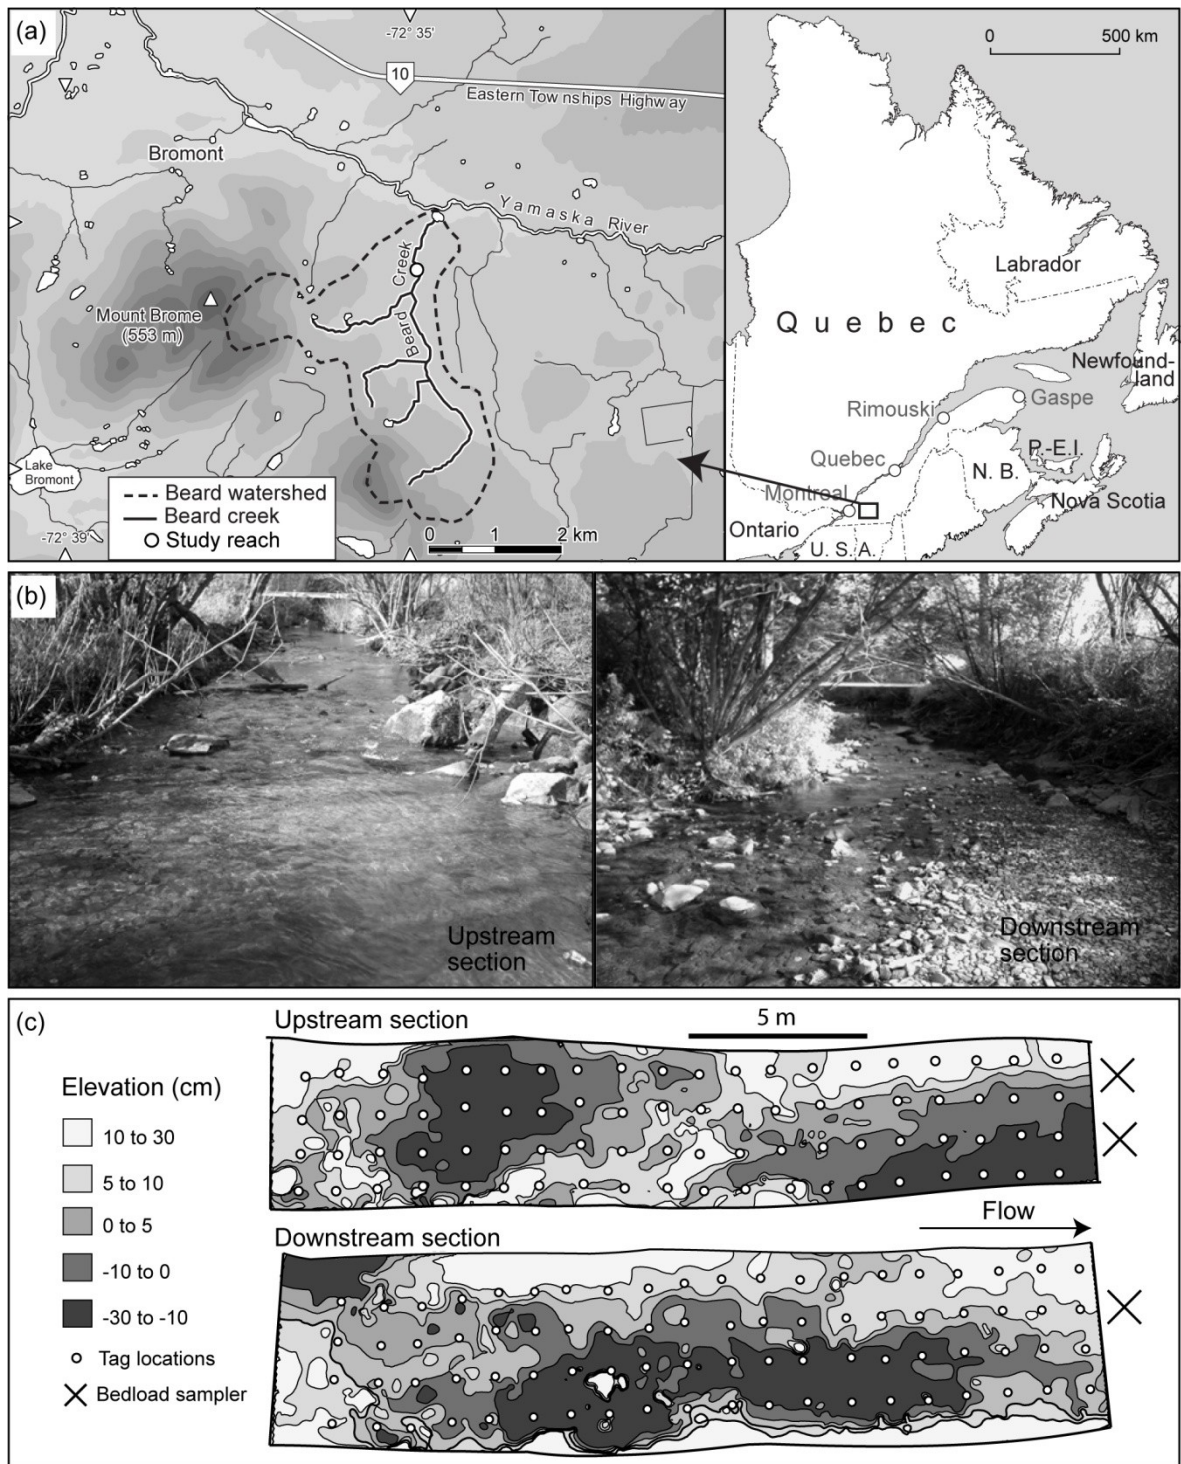 (a)
-72° 35'
10
Eastern Townships Highway
Bromont
Yamaska River
Creek
Beard
Mount Brome
(553 m)
Lake
Bromont
-72° 39'
Beard watershed
Beard creek
Study reach
0 1 2 km
0 500 km
Labrador
Quebec
Newfound-
land
Rimouski
Gaspe
P.-E.I.
Quebec
N. B.
Montreal
Nova Scotia
Ontario
U. S. A.
(b)
Upstream
section
Downstream
section
(c)
Upstream section
5 m
Elevation (cm)
10 to 30
5 to 10
0 to 5
-10 to 0
-30 to -10
Tag locations
Bedload sampler
Flow
Downstream section